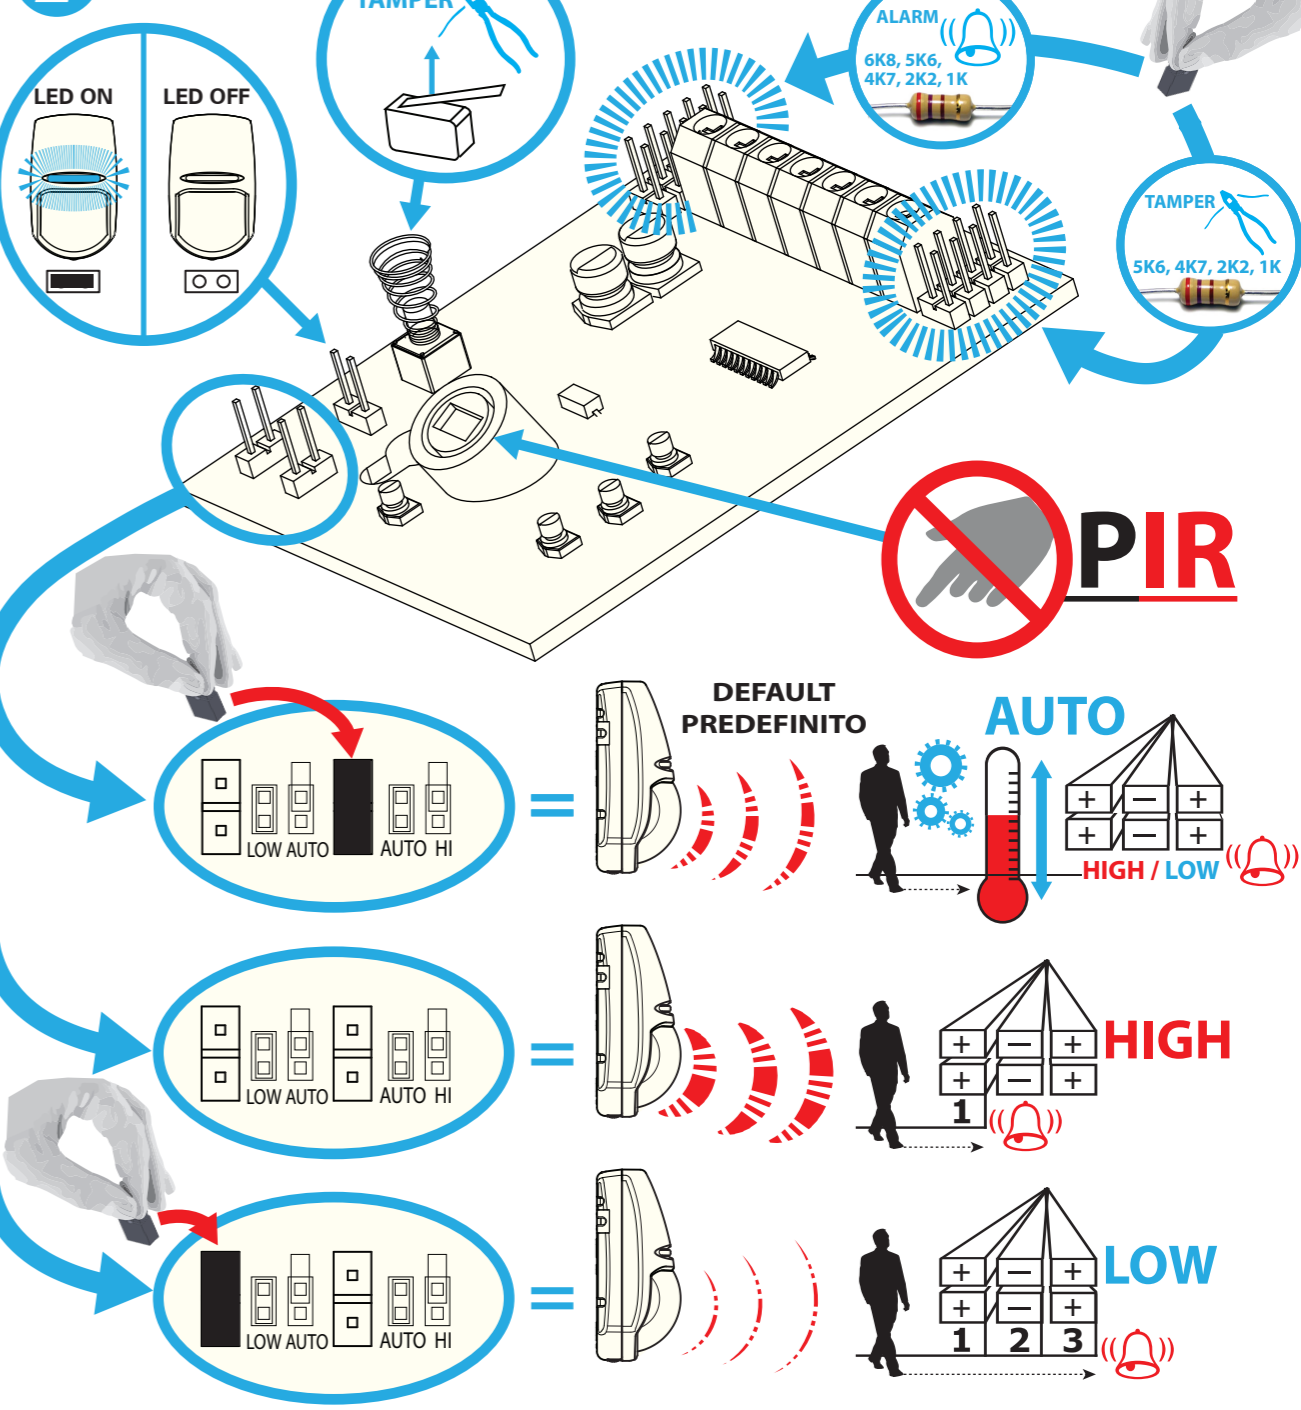 TAMPER
ALARM
6K8, 5K6,
4K7, 2K2, 1K
LED ON
LED OFF
TAMPER
5K6, 4K7, 2K2, 1K
PIR
DEFAULT
PREDEFINITO
AUTO
+ − +
+ − +
LOW AUTO
AUTO HI
HIGH / LOW
=
+ − +
+ − +
HIGH
LOW AUTO
AUTO HI
1
=
+ − +
+ − +
LOW
LOW AUTO
AUTO HI
1 2 3
=